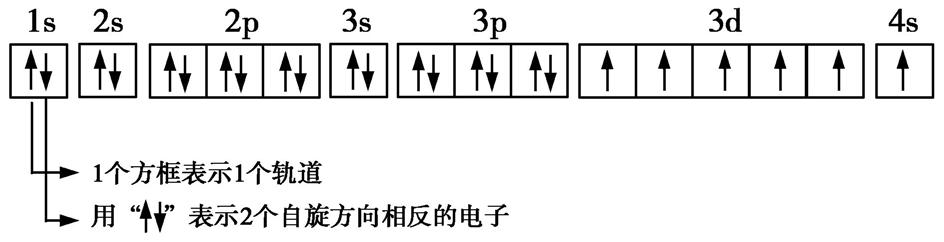 1s 2s 2p 3s 3p 3d 4s
1个方框表示1个轨道
用“↑↓”表示2个自旋方向相反的电子